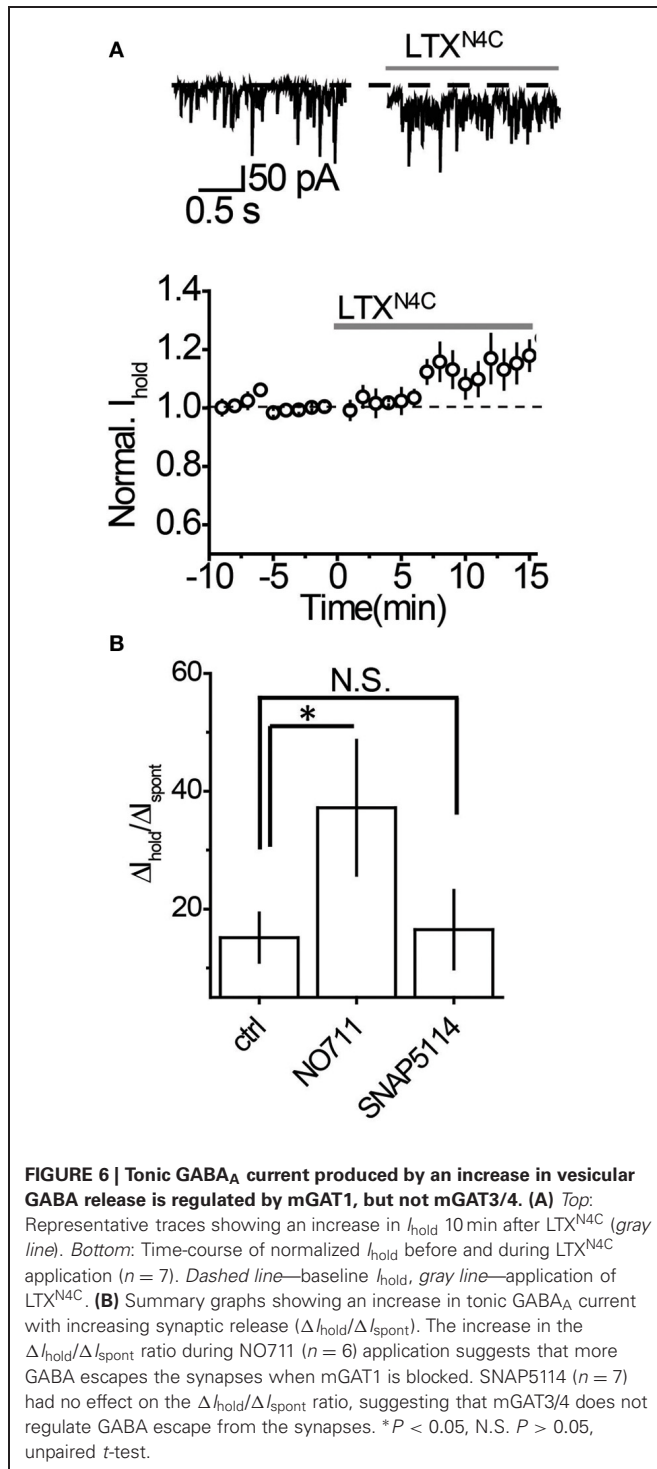 A
LTX^N4C
50 pA
0.5 s
LTX^N4C
1.4
1.2
1.0
0.8
0.6
Normal. I_hold
-10 -5 0 5 10 15
Time(min)
B
60
40
20
ΔI_hold/ΔI_spont
N.S.
*
ctrl
NO711
SNAP5114
FIGURE 6 | Tonic GABA_A current produced by an increase in vesicular
GABA release is regulated by mGAT1, but not mGAT3/4. (A) Top:
Representative traces showing an increase in I_hold 10 min after LTX^N4C (gray
line). Bottom: Time-course of normalized I_hold before and during LTX^N4C
application (n = 7). Dashed line—baseline I_hold, gray line—application of
LTX^N4C. (B) Summary graphs showing an increase in tonic GABA_A current
with increasing synaptic release (ΔI_hold/ΔI_spont). The increase in the
ΔI_hold/ΔI_spont ratio during NO711 (n = 6) application suggests that more
GABA escapes the synapses when mGAT1 is blocked. SNAP5114 (n = 7)
had no effect on the ΔI_hold/ΔI_spont ratio, suggesting that mGAT3/4 does not
regulate GABA escape from the synapses. *P < 0.05, N.S. P > 0.05,
unpaired t-test.